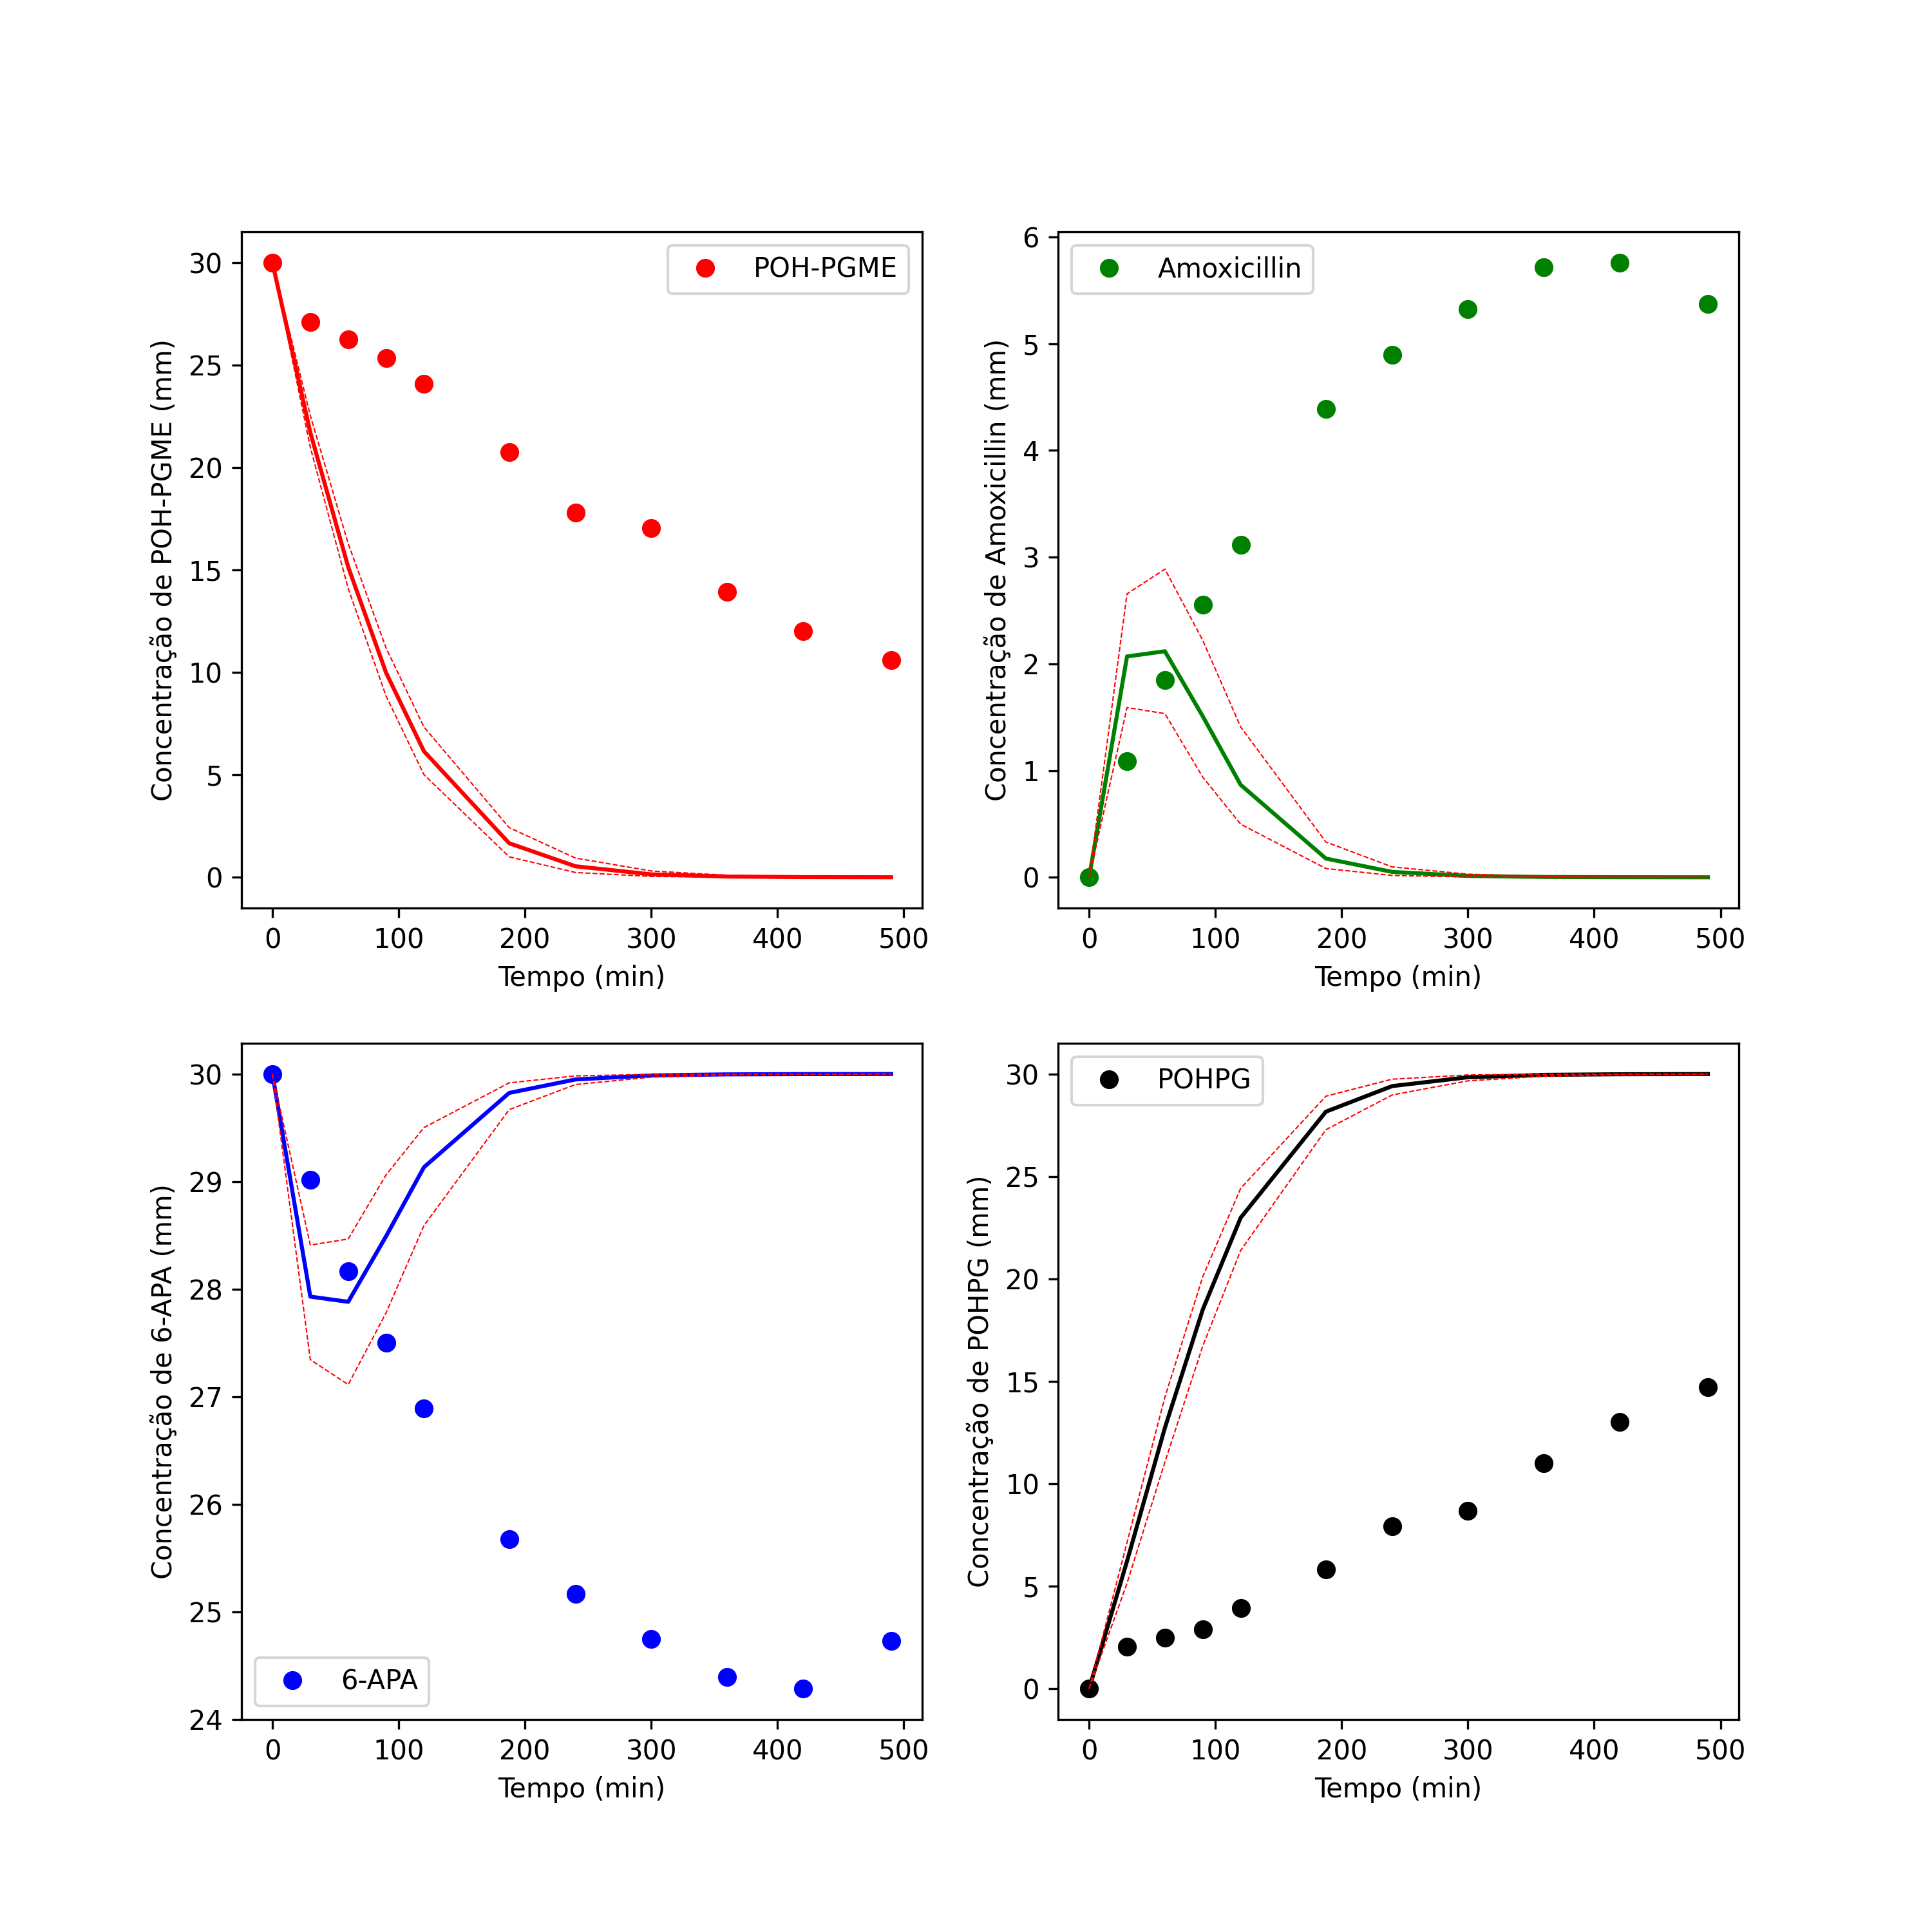 POH-PGME
Concentração de POH-PGME (mm)
30
25
20
15
10
5
0
0 100 200 300 400 500
Tempo (min)
Amoxicillin
Concentração de Amoxicillin (mm)
6
5
4
3
2
1
0
0 100 200 300 400 500
Tempo (min)
6-APA
Concentração de 6-APA (mm)
30
29
28
27
26
25
24
0 100 200 300 400 500
Tempo (min)
POHPG
Concentração de POHPG (mm)
30
25
20
15
10
5
0
0 100 200 300 400 500
Tempo (min)